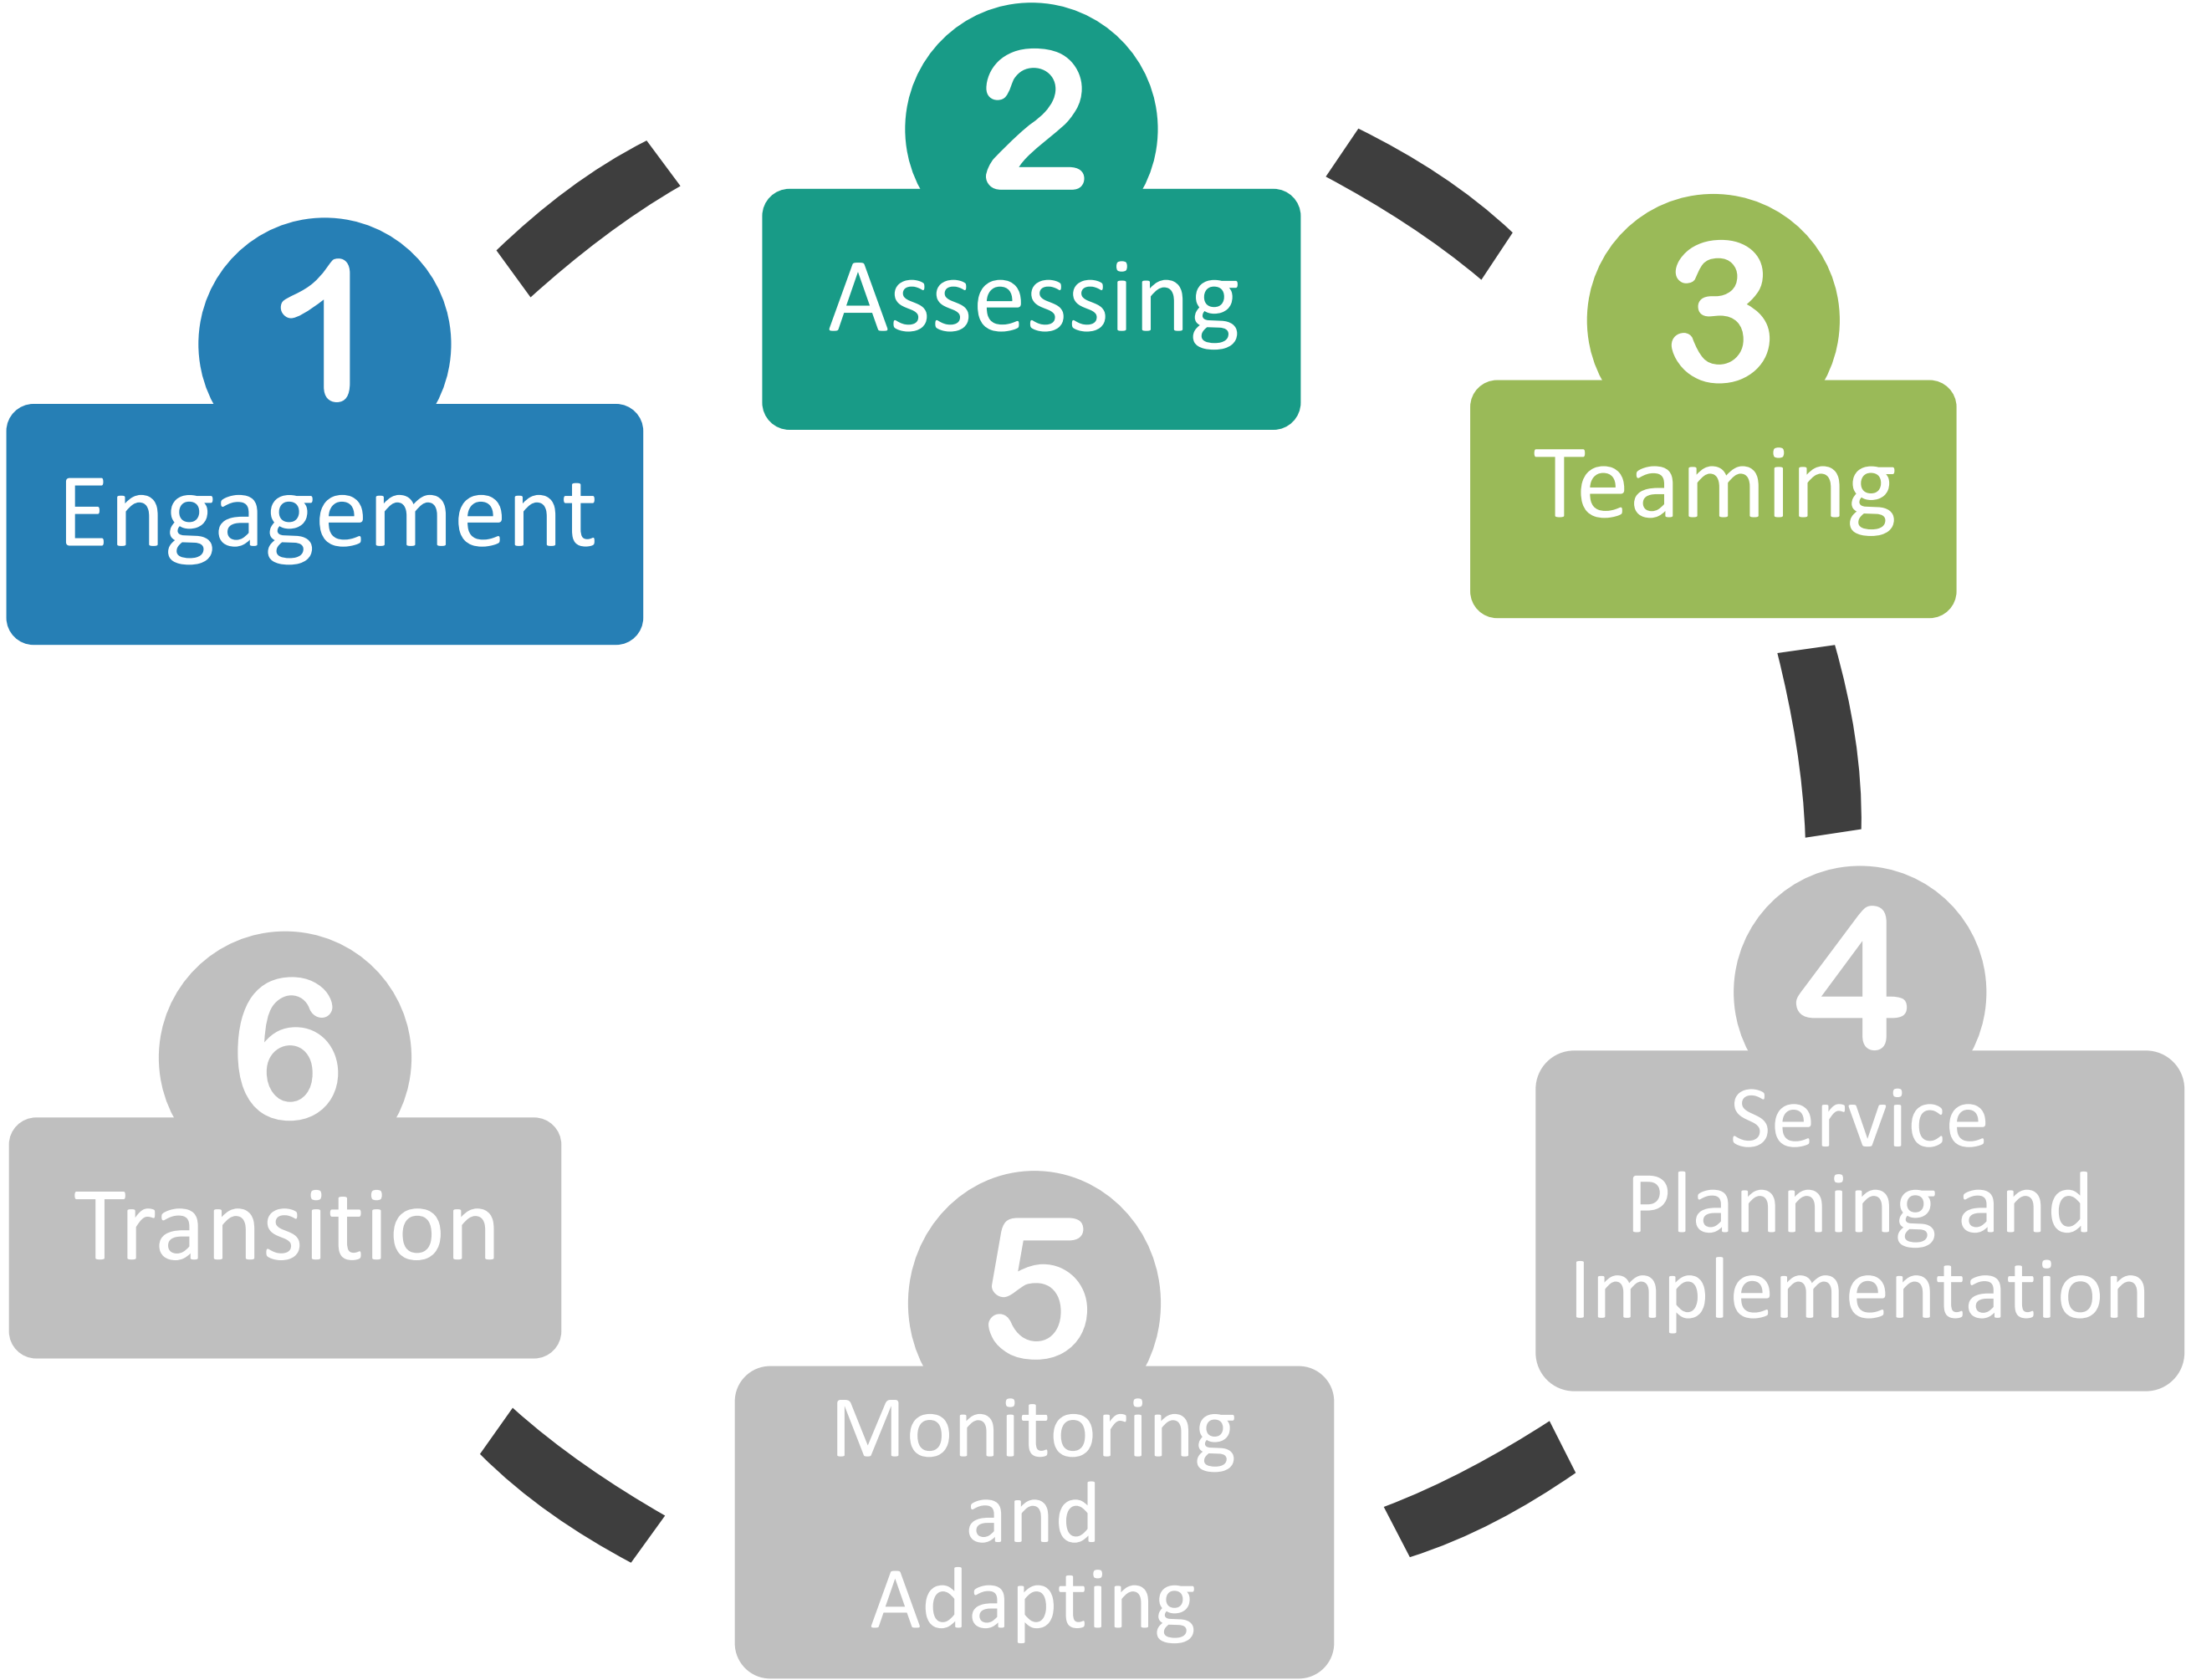 1
Engagement
2
Assessing
3
Teaming
4
Service
Planning and
Implementation
5
Monitoring
and
Adapting
6
Transition